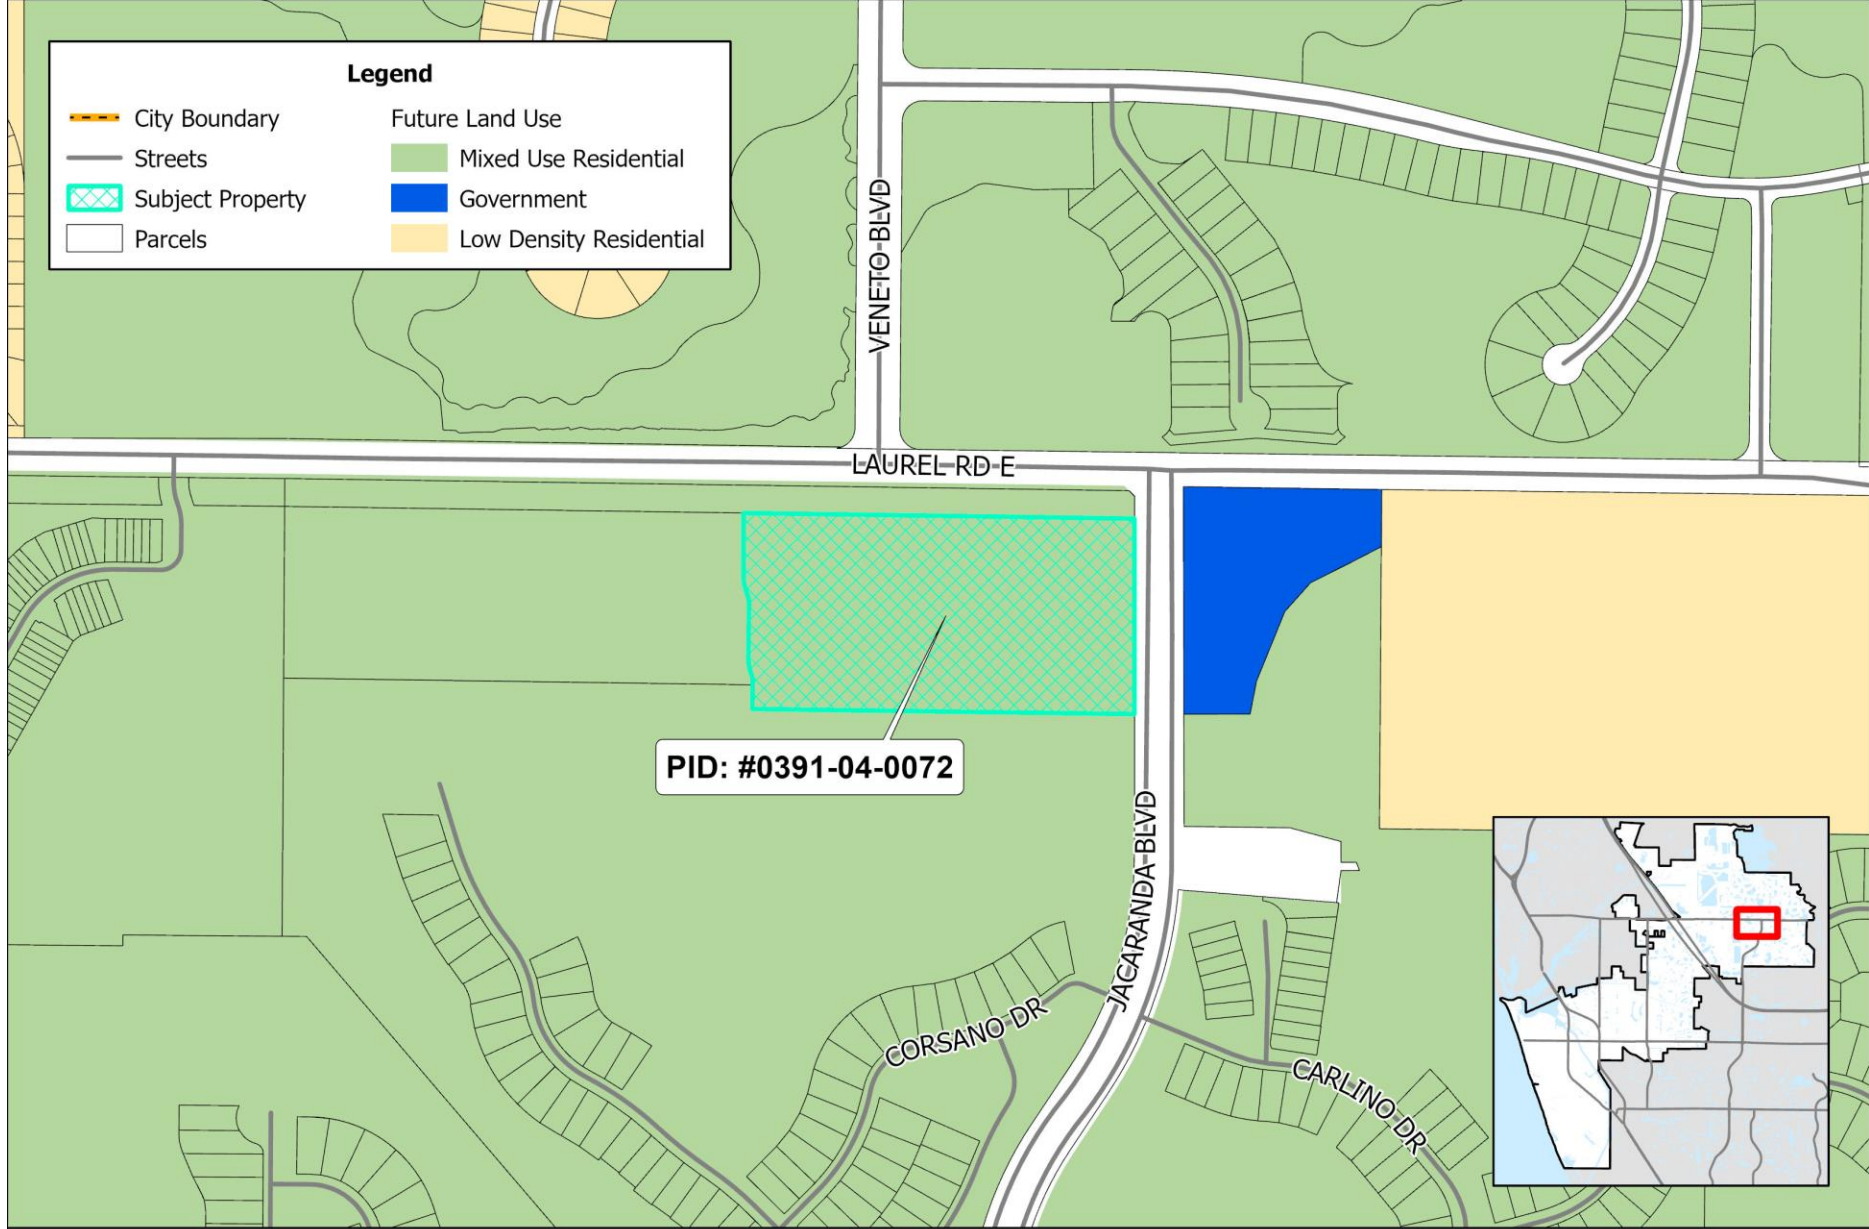 Legend
City Boundary
Streets
Subject Property
Parcels
Future Land Use
Mixed Use Residential
Government
Low Density Residential
VENETO BLVD
LAUREL RD E
PID: #0391-04-0072
JACARANDA BLVD
CORSANO DR
CARLINO DR